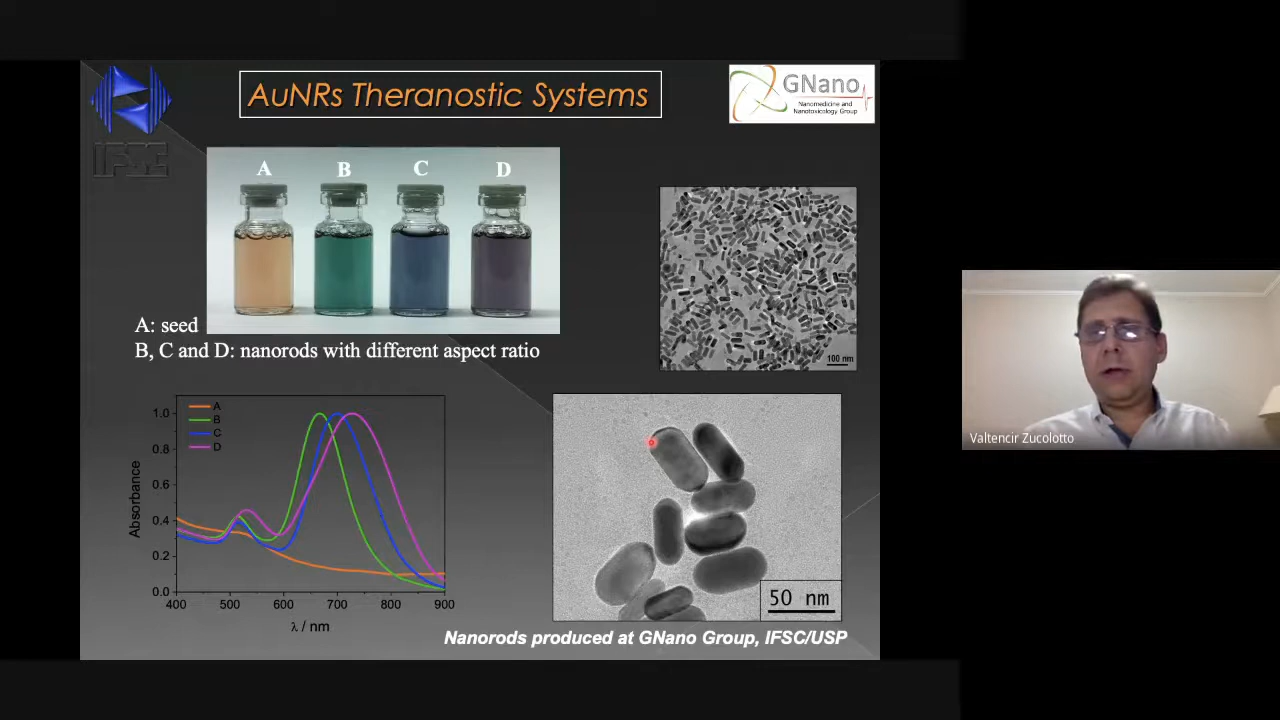 AuNRs Theranostic Systems
GNano
Nanomedicine and
Nanotoxicology Group
IFSC
A B C D
A: seed
B, C and D: nanorods with different aspect ratio
100 nm
A
B
C
D
1.0
0.8
0.6
0.4
0.2
0.0
Absorbance
400 500 600 700 800 900
λ / nm
50 nm
Nanorods produced at GNano Group, IFSC/USP
Valtencir Zucolotto